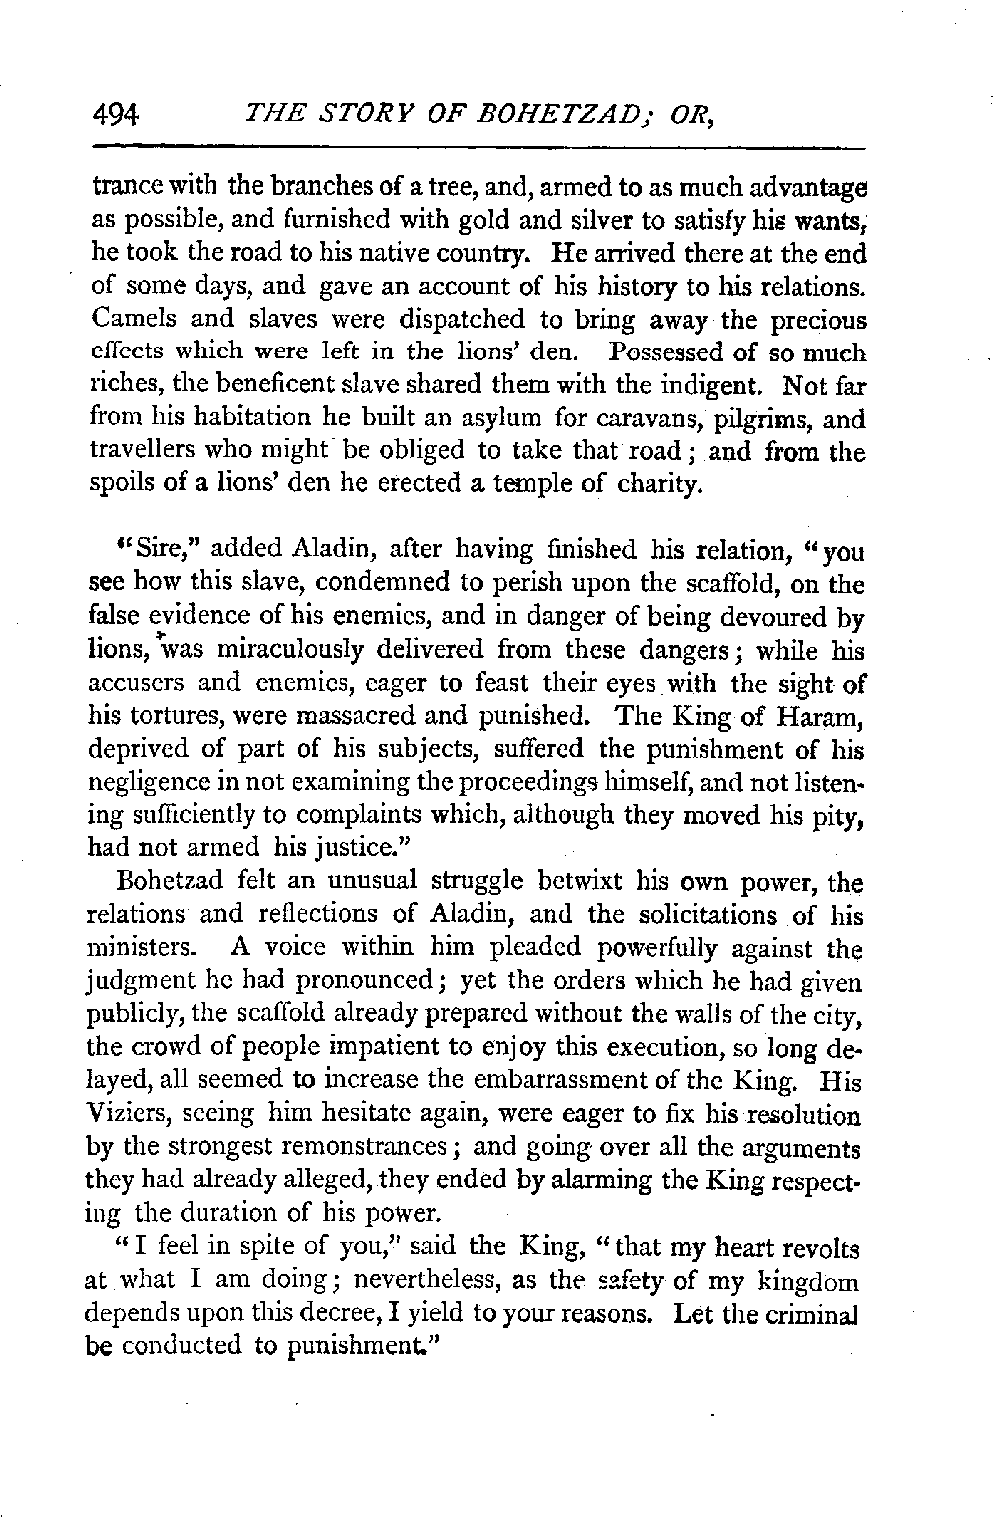 494 THE STORY OF BOHETZAD; OR,
trance with the branches of a tree, and, armed to as much advantage
as possible, and furnished with gold and silver to satisfy his wants,
he took the road to his native country. He arrived there at the end
of some days, and gave an account of his history to his relations.
Camels and slaves were dispatched to bring away the precious
effects which were left in the lions' den. Possessed of so much
riches, the beneficent slave shared them with the indigent. Not far
from his habitation he built an asylum for caravans, pilgrims, and
travellers who might be obliged to take that road; and from the
spoils of a lions' den he erected a temple of charity.
"Sire," added Aladin, after having finished his relation, "you
see how this slave, condemned to perish upon the scaffold, on the
false evidence of his enemies, and in danger of being devoured by
lions, was miraculously delivered from these dangers; while his
accusers and enemies, eager to feast their eyes with the sight of
his tortures, were massacred and punished. The King of Haram,
deprived of part of his subjects, suffered the punishment of his
negligence in not examining the proceedings himself, and not listen-
ing sufficiently to complaints which, although they moved his pity,
had not armed his justice."
Bohetzad felt an unusual struggle betwixt his own power, the
relations and reflections of Aladin, and the solicitations of his
ministers. A voice within him pleaded powerfully against the
judgment he had pronounced; yet the orders which he had given
publicly, the scaffold already prepared without the walls of the city,
the crowd of people impatient to enjoy this execution, so long de-
layed, all seemed to increase the embarrassment of the King. His
Viziers, seeing him hesitate again, were eager to fix his resolution
by the strongest remonstrances; and going over all the arguments
they had already alleged, they ended by alarming the King respect-
ing the duration of his power.
"I feel in spite of you," said the King, "that my heart revolts
at what I am doing; nevertheless, as the safety of my kingdom
depends upon this decree, I yield to your reasons. Let the criminal
be conducted to punishment."